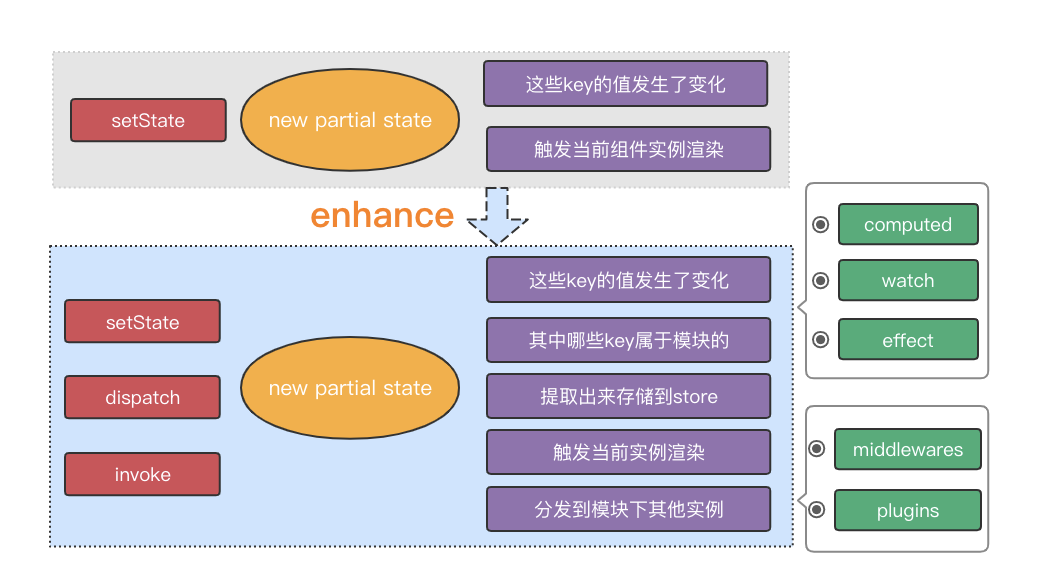 setState
new partial state
这些key的值发生了变化
触发当前组件实例渲染
enhance
setState
dispatch
invoke
new partial state
这些key的值发生了变化
其中哪些key属于模块的
提取出来存储到store
触发当前实例渲染
分发到模块下其他实例
computed
watch
effect
middlewares
plugins